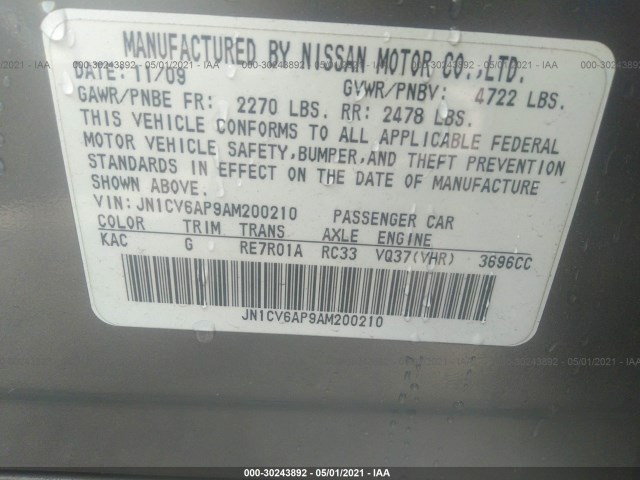 MANUFACTURED BY NISSAN MOTOR CO.,LTD.
DATE: 11/09 GVWR/PNBV: 4722 LBS.
GAWR/PNBE FR: 2270 LBS. RR: 2478 LBS.
THIS VEHICLE CONFORMS TO ALL APPLICABLE FEDERAL
MOTOR VEHICLE SAFETY,BUMPER,AND THEFT PREVENTION
STANDARDS IN EFFECT ON THE DATE OF MANUFACTURE
SHOWN ABOVE.
VIN:JN1CV6AP9AM200210 PASSENGER CAR
COLOR TRIM TRANS AXLE ENGINE
KAC G RE7R01A RC33 VQ37(VHR) 3696CC
JN1CV6AP9AM200210
000-30243892 - 05/01/2021 - IAA